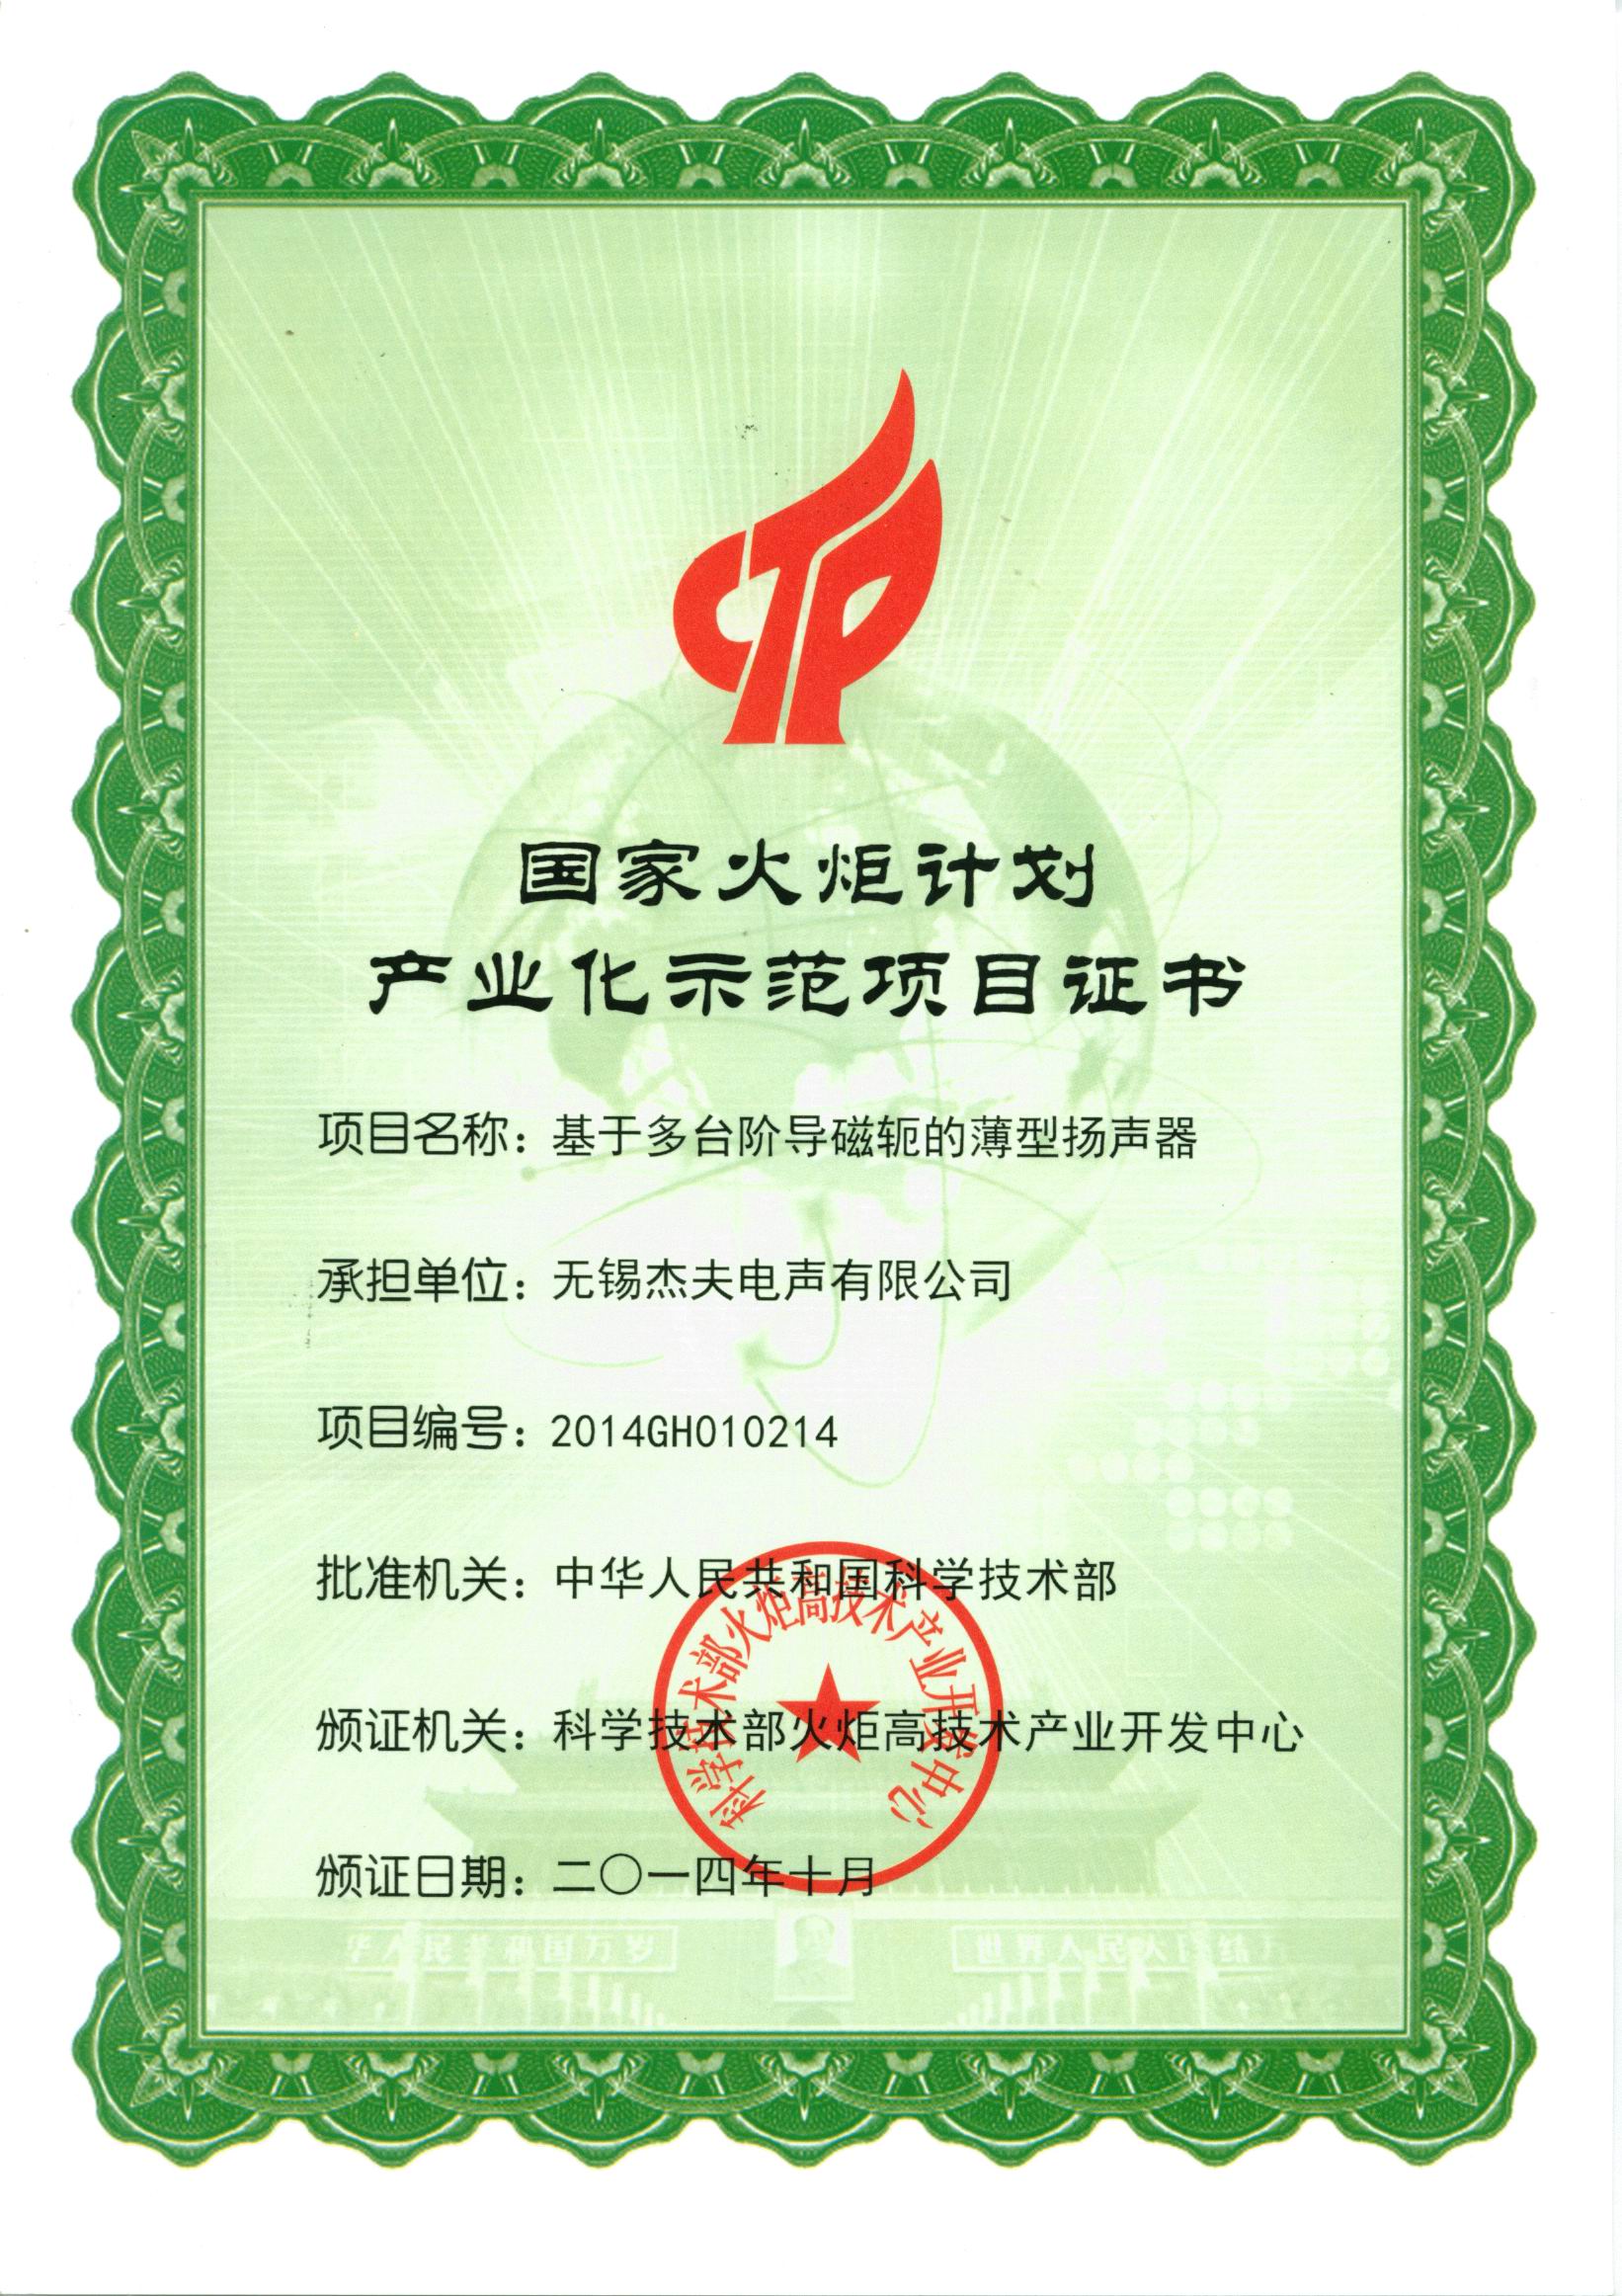 国家火炬计划
产业化示范项目证书
项目名称：基于多台阶导磁轭的薄型扬声器
承担单位：无锡杰夫电声有限公司
项目编号：2014GH010214
批准机关：中华人民共和国科学技术部
颁证机关：科学技术部火炬高技术产业开发中心
颁证日期：二〇一四年十月
科学技术部火炬高技术产业开发中心
华人民共和国万岁
世界人民大团结万